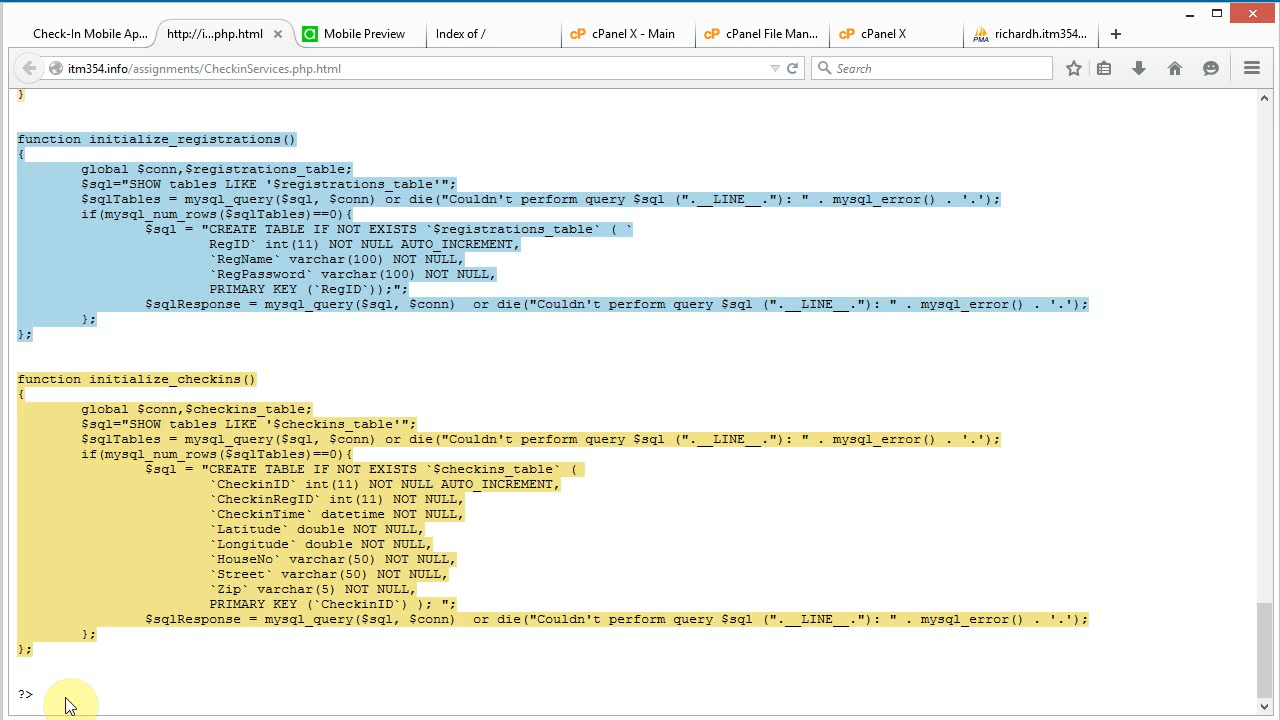 Check-In Mobile Ap...
http://i...php.html
Mobile Preview
Index of /
cPanel X - Main
cPanel File Man...
cPanel X
richardh.itm354...
itm354.info/assignments/CheckinServices.php.html
Search
}
function initialize_registrations()
{
global $conn,$registrations_table;
$sql="SHOW tables LIKE '$registrations_table'";
$sqlTables = mysql_query($sql, $conn) or die("Couldn't perform query $sql (".__LINE__."): " . mysql_error() . '.');
if(mysql_num_rows($sqlTables)==0){
$sql = "CREATE TABLE IF NOT EXISTS `$registrations_table` ( `
RegID` int(11) NOT NULL AUTO_INCREMENT,
`RegName` varchar(100) NOT NULL,
`RegPassword` varchar(100) NOT NULL,
PRIMARY KEY (`RegID`));";
$sqlResponse = mysql_query($sql, $conn)  or die("Couldn't perform query $sql (".__LINE__."): " . mysql_error() . '.');
};
};
function initialize_checkins()
{
global $conn,$checkins_table;
$sql="SHOW tables LIKE '$checkins_table'";
$sqlTables = mysql_query($sql, $conn) or die("Couldn't perform query $sql (".__LINE__."): " . mysql_error() . '.');
if(mysql_num_rows($sqlTables)==0){
$sql = "CREATE TABLE IF NOT EXISTS `$checkins_table` (
`CheckinID` int(11) NOT NULL AUTO_INCREMENT,
`CheckinRegID` int(11) NOT NULL,
`CheckinTime` datetime NOT NULL,
`Latitude` double NOT NULL,
`Longitude` double NOT NULL,
`HouseNo` varchar(50) NOT NULL,
`Street` varchar(50) NOT NULL,
`Zip` varchar(5) NOT NULL,
PRIMARY KEY (`CheckinID`) ); ";
$sqlResponse = mysql_query($sql, $conn)  or die("Couldn't perform query $sql (".__LINE__."): " . mysql_error() . '.');
};
};
?>